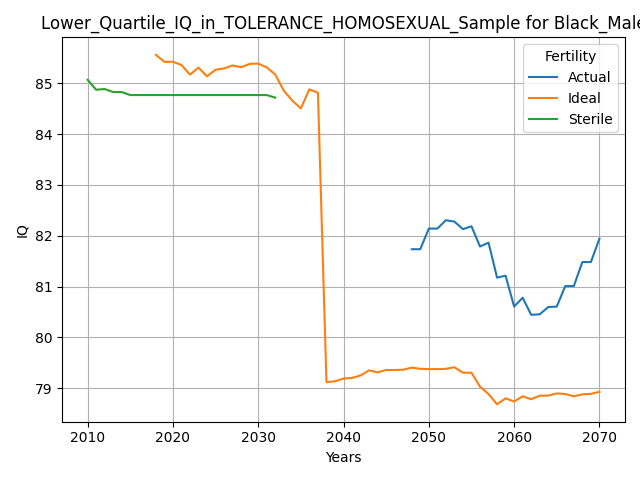 Lower_Quartile_IQ_in_TOLERANCE_HOMOSEXUAL_Sample for Black_Male
Fertility
Actual
Ideal
Sterile
85
84
83
82
81
80
79
IQ
2010 2020 2030 2040 2050 2060 2070
Years